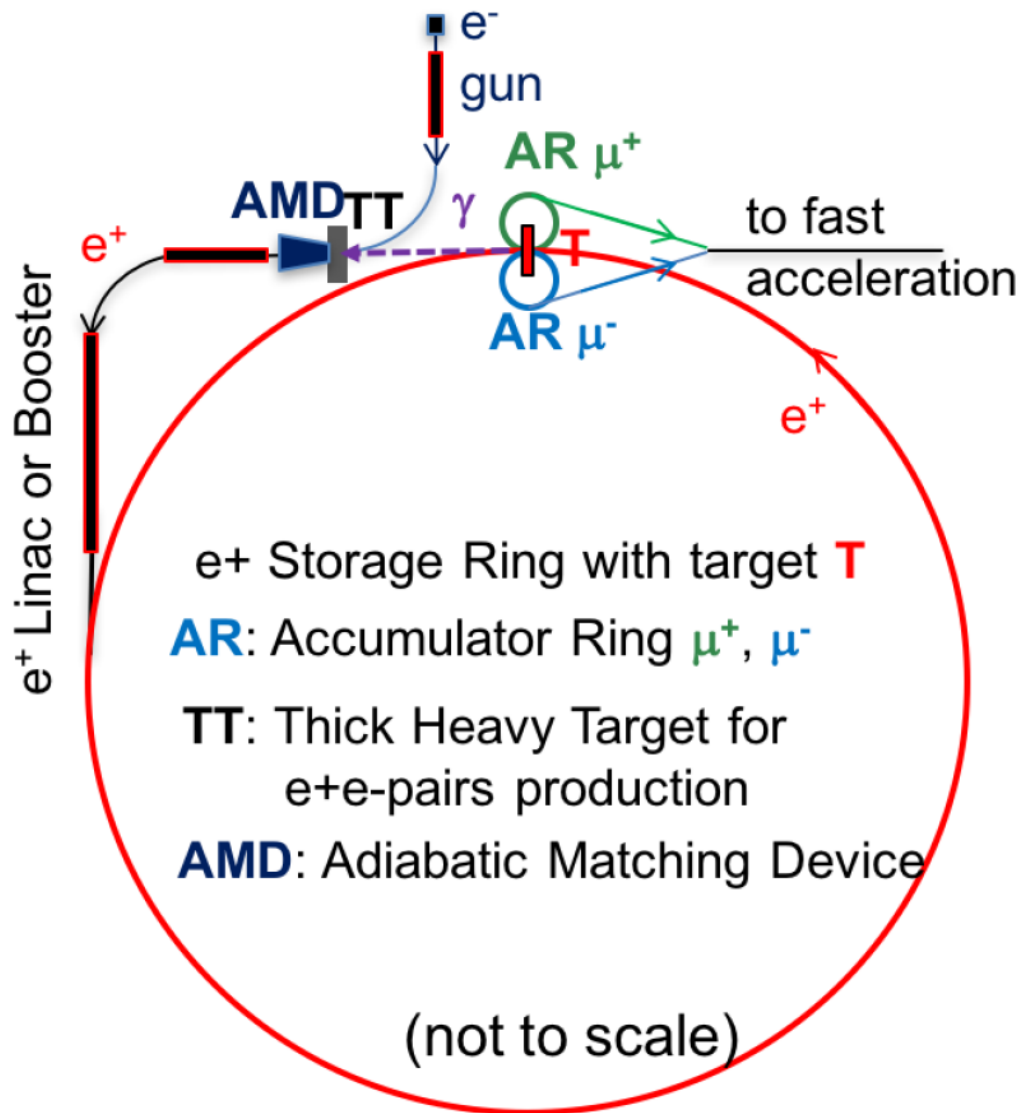 e⁻
gun
AR μ⁺
AMD
TT
γ
T
to fast
acceleration
e⁺
AR μ⁻
e⁺
e⁺ Linac or Booster
e+ Storage Ring with target T
AR: Accumulator Ring μ⁺, μ⁻
TT: Thick Heavy Target for
e+e-pairs production
AMD: Adiabatic Matching Device
(not to scale)